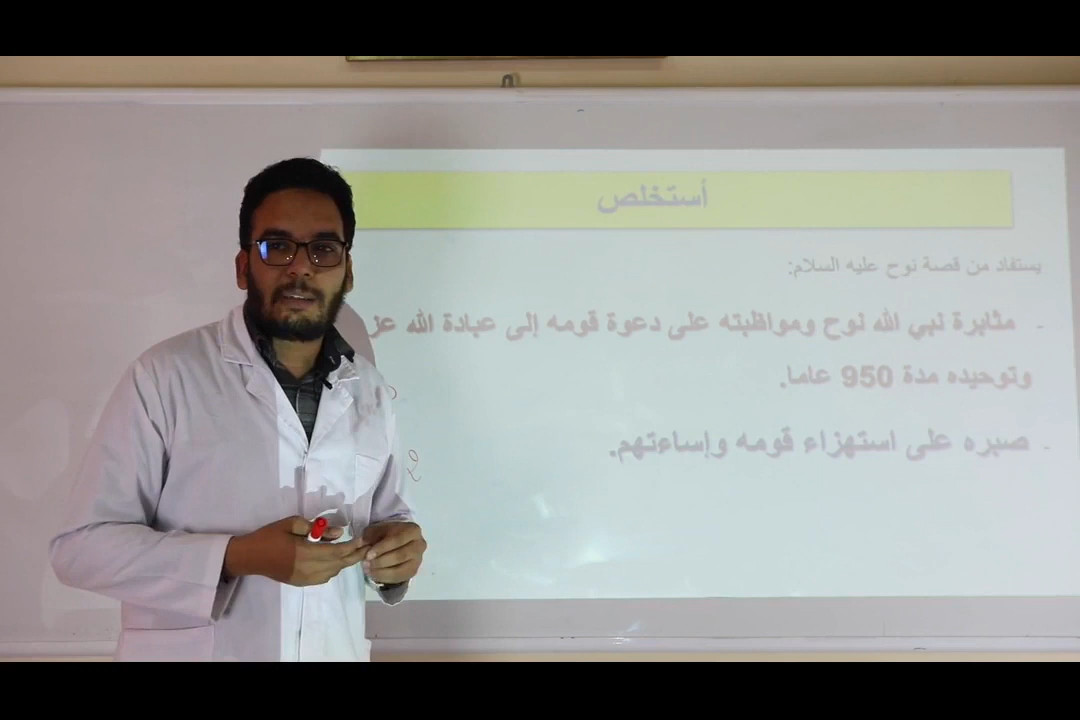 أستخلص
يستفاد من قصة نوح عليه السلام:
- مثابرة نبي الله نوح ومواظبته على دعوة قومه إلى عبادة الله عز
وتوحيده مدة 950 عاما.
- صبره على استهزاء قومه وإساءتهم.